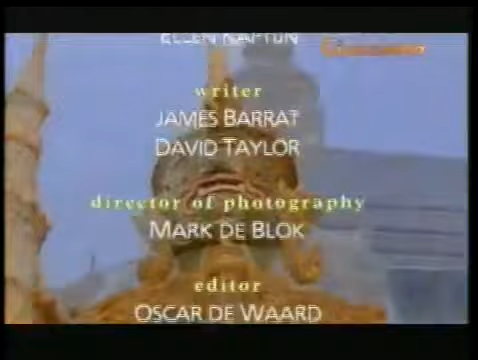 writer
JAMES BARRAT
DAVID TAYLOR
director of photography
MARK DE BLOK
editor
OSCAR DE WAARD